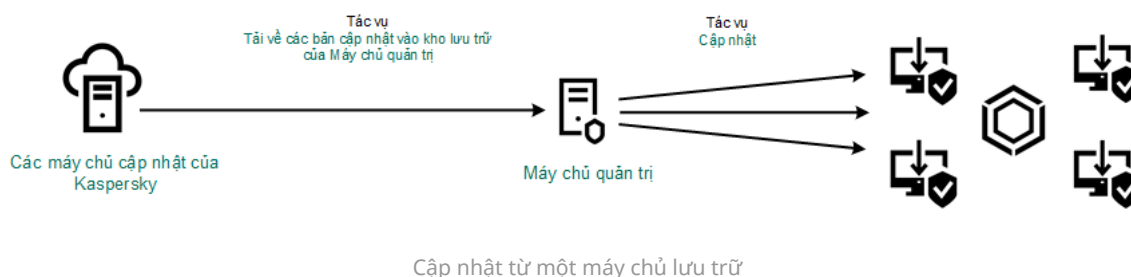 Tác vụ
Tải về các bản cập nhật vào kho lưu trữ
của Máy chủ quản trị
Tác vụ
Cập nhật
Các máy chủ cập nhật của
Kaspersky
Máy chủ quản trị
Cập nhật từ một máy chủ lưu trữ